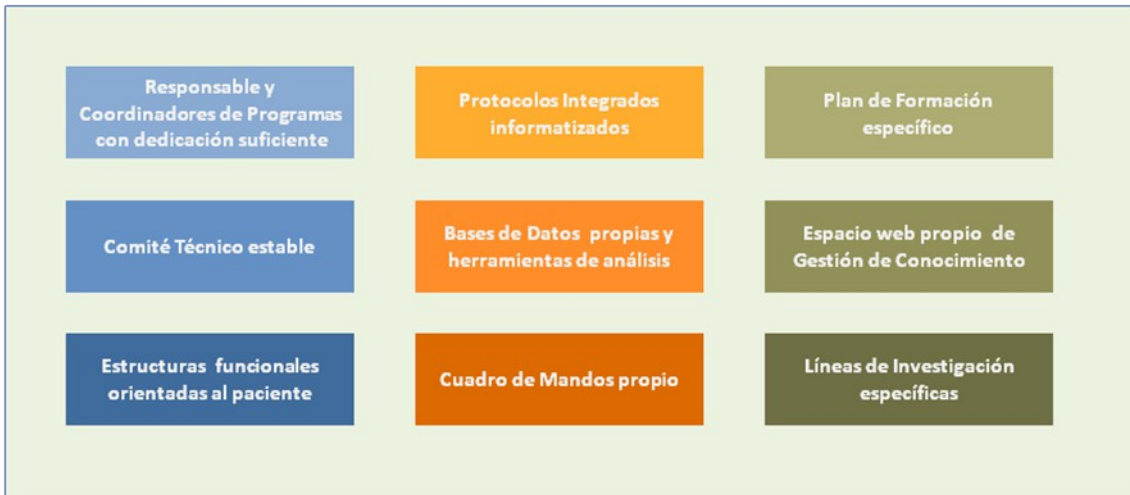 Responsable y
Coordinadores de Programas
con dedicación suficiente
Protocolos Integrados
informatizados
Plan de Formación
específico
Comité Técnico estable
Bases de Datos propias y
herramientas de análisis
Espacio web propio de
Gestión de Conocimiento
Estructuras funcionales
orientadas al paciente
Cuadro de Mandos propio
Líneas de Investigación
específicas